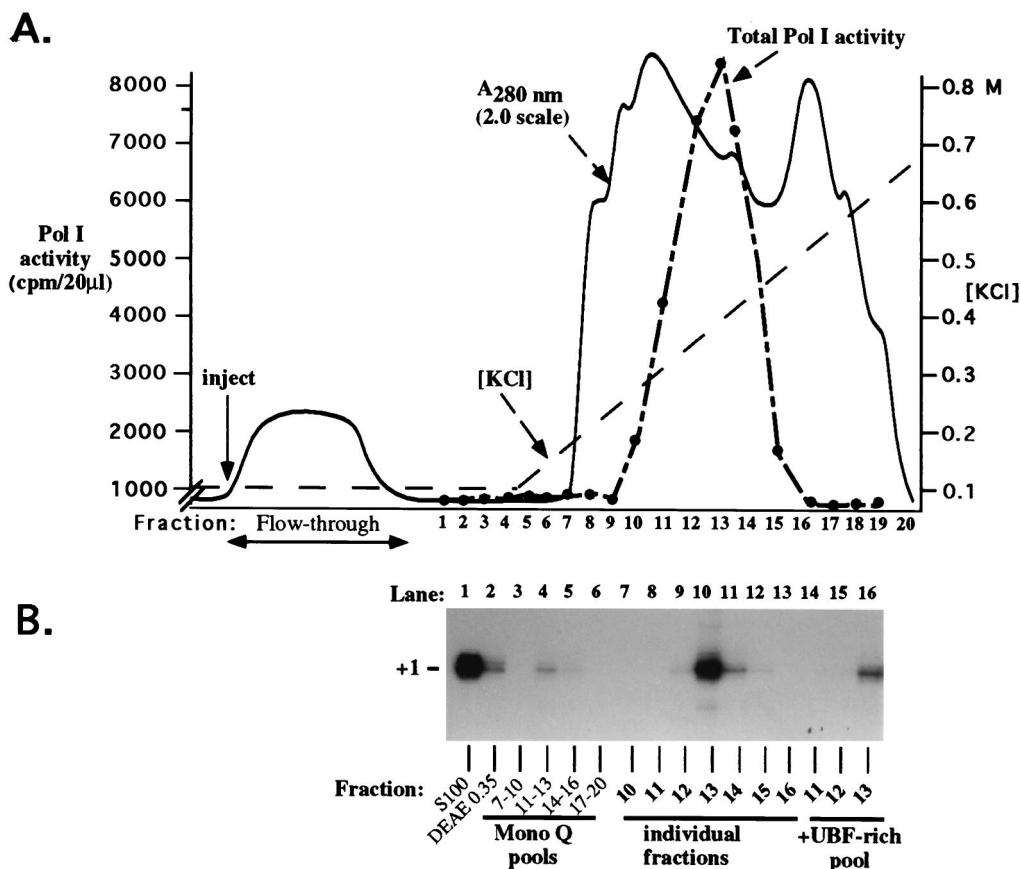 A.
Total Pol I activity
A280 nm
(2.0 scale)
8000
7000
6000
5000
4000
3000
2000
1000
Pol I
activity
(cpm/20µl)
0.8 M
0.7
0.6
0.5
0.4
0.3
0.2
0.1
[KCl]
inject
[KCl]
Fraction: Flow-through 1 2 3 4 5 6 7 8 9 10 11 12 13 14 15 16 17 18 19 20
B.
Lane: 1 2 3 4 5 6 7 8 9 10 11 12 13 14 15 16
+1 -
Fraction: S100 DEAE 0.35 7-10 11-13 14-16 17-20 10 11 12 13 14 15 16 11 12 13
Mono Q
pools
individual
fractions
+UBF-rich
pool